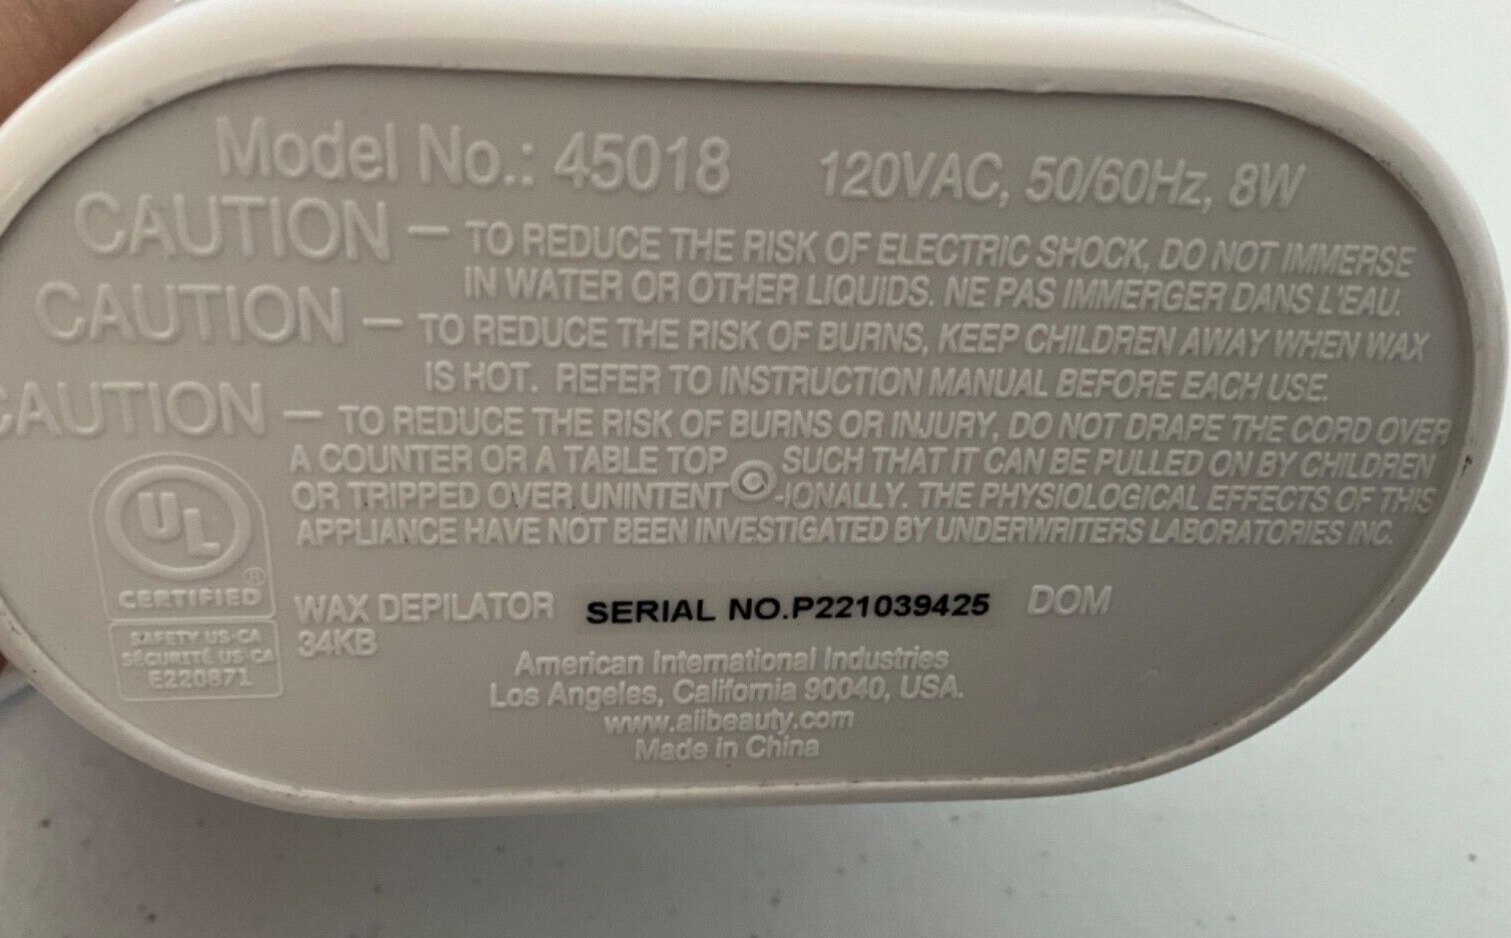 Model No.: 45018 120VAC, 50/60Hz, 8W
CAUTION – TO REDUCE THE RISK OF ELECTRIC SHOCK, DO NOT IMMERSE
IN WATER OR OTHER LIQUIDS. NE PAS IMMERGER DANS L'EAU.
CAUTION – TO REDUCE THE RISK OF BURNS, KEEP CHILDREN AWAY WHEN WAX
IS HOT. REFER TO INSTRUCTION MANUAL BEFORE EACH USE.
CAUTION – TO REDUCE THE RISK OF BURNS OR INJURY, DO NOT DRAPE THE CORD OVER
A COUNTER OR A TABLE TOP SUCH THAT IT CAN BE PULLED ON BY CHILDREN
OR TRIPPED OVER UNINTENT-IONALLY. THE PHYSIOLOGICAL EFFECTS OF THIS
APPLIANCE HAVE NOT BEEN INVESTIGATED BY UNDERWRITERS LABORATORIES INC.
UL ®
CERTIFIED
SAFETY US-CA
SÉCURITÉ US-CA
E220871
WAX DEPILATOR SERIAL NO.P221039425 DOM
34KB
American International Industries
Los Angeles, California 90040, USA.
www.aiibeauty.com
Made in China